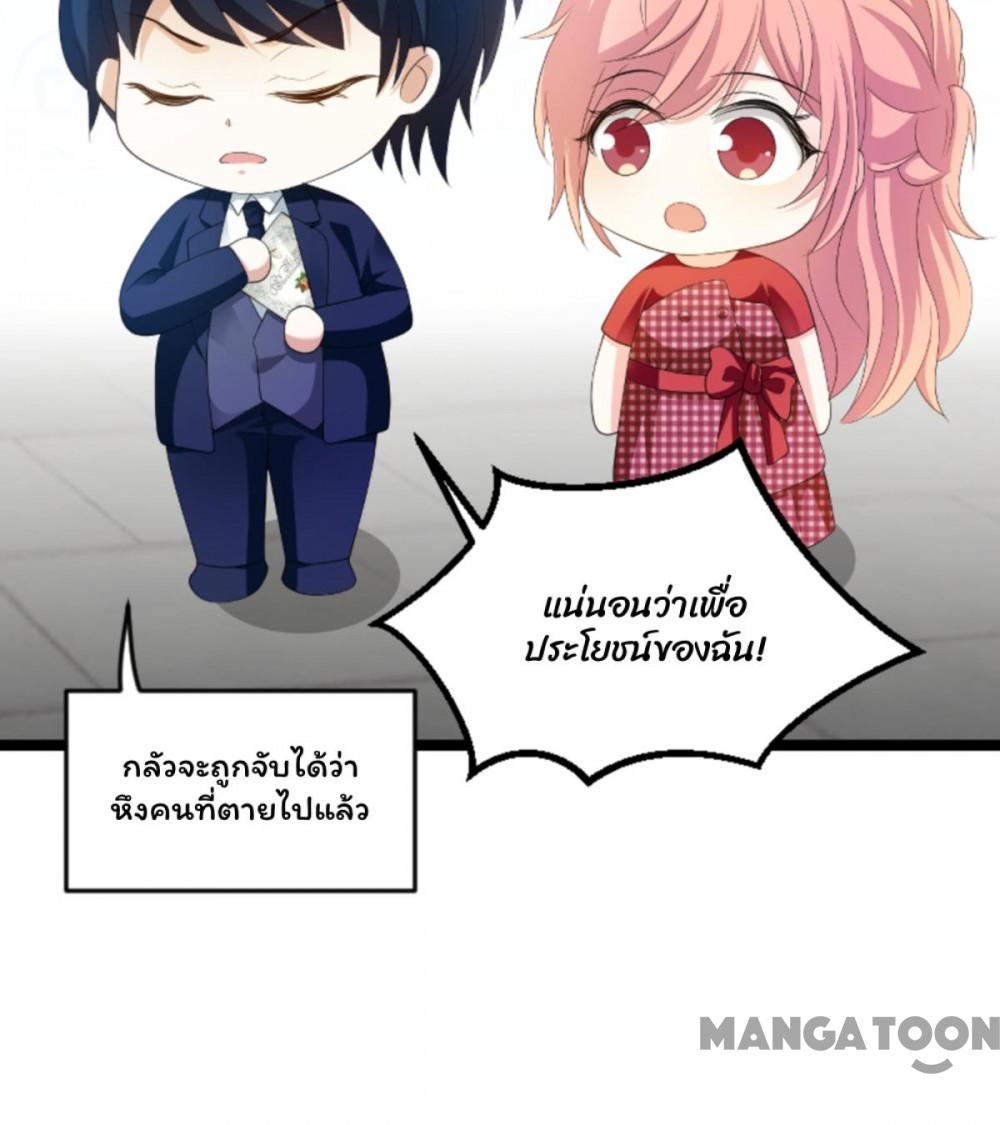 แน่นอนว่าเพื่อ
ประโยชน์ของฉัน!
กลัวจะถูกจับได้ว่า
หึงคนที่ตายไปแล้ว
MANGATOON